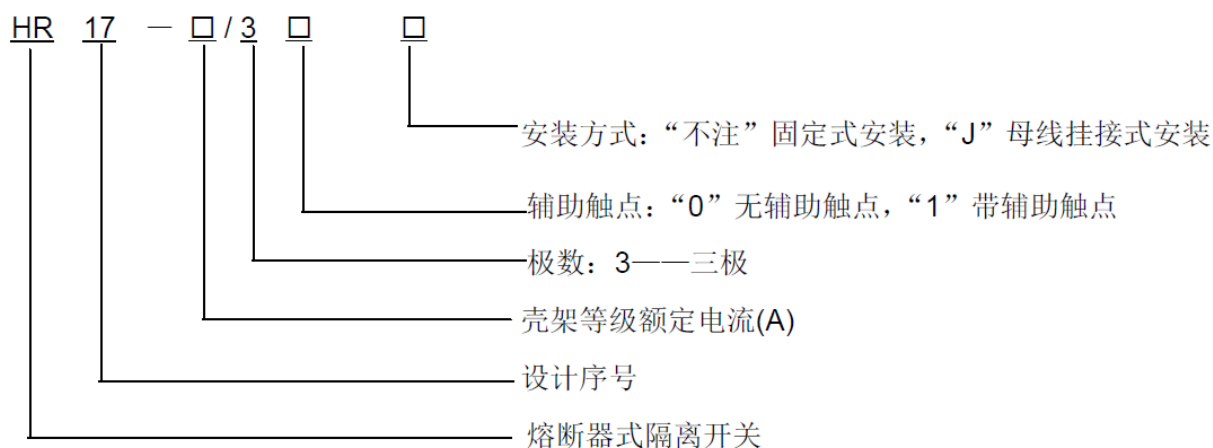 HR 17 — □ / 3 □ □
安装方式：“不注”固定式安装，“J”母线挂接式安装
辅助触点：“0”无辅助触点，“1”带辅助触点
极数：3——三极
壳架等级额定电流(A)
设计序号
熔断器式隔离开关